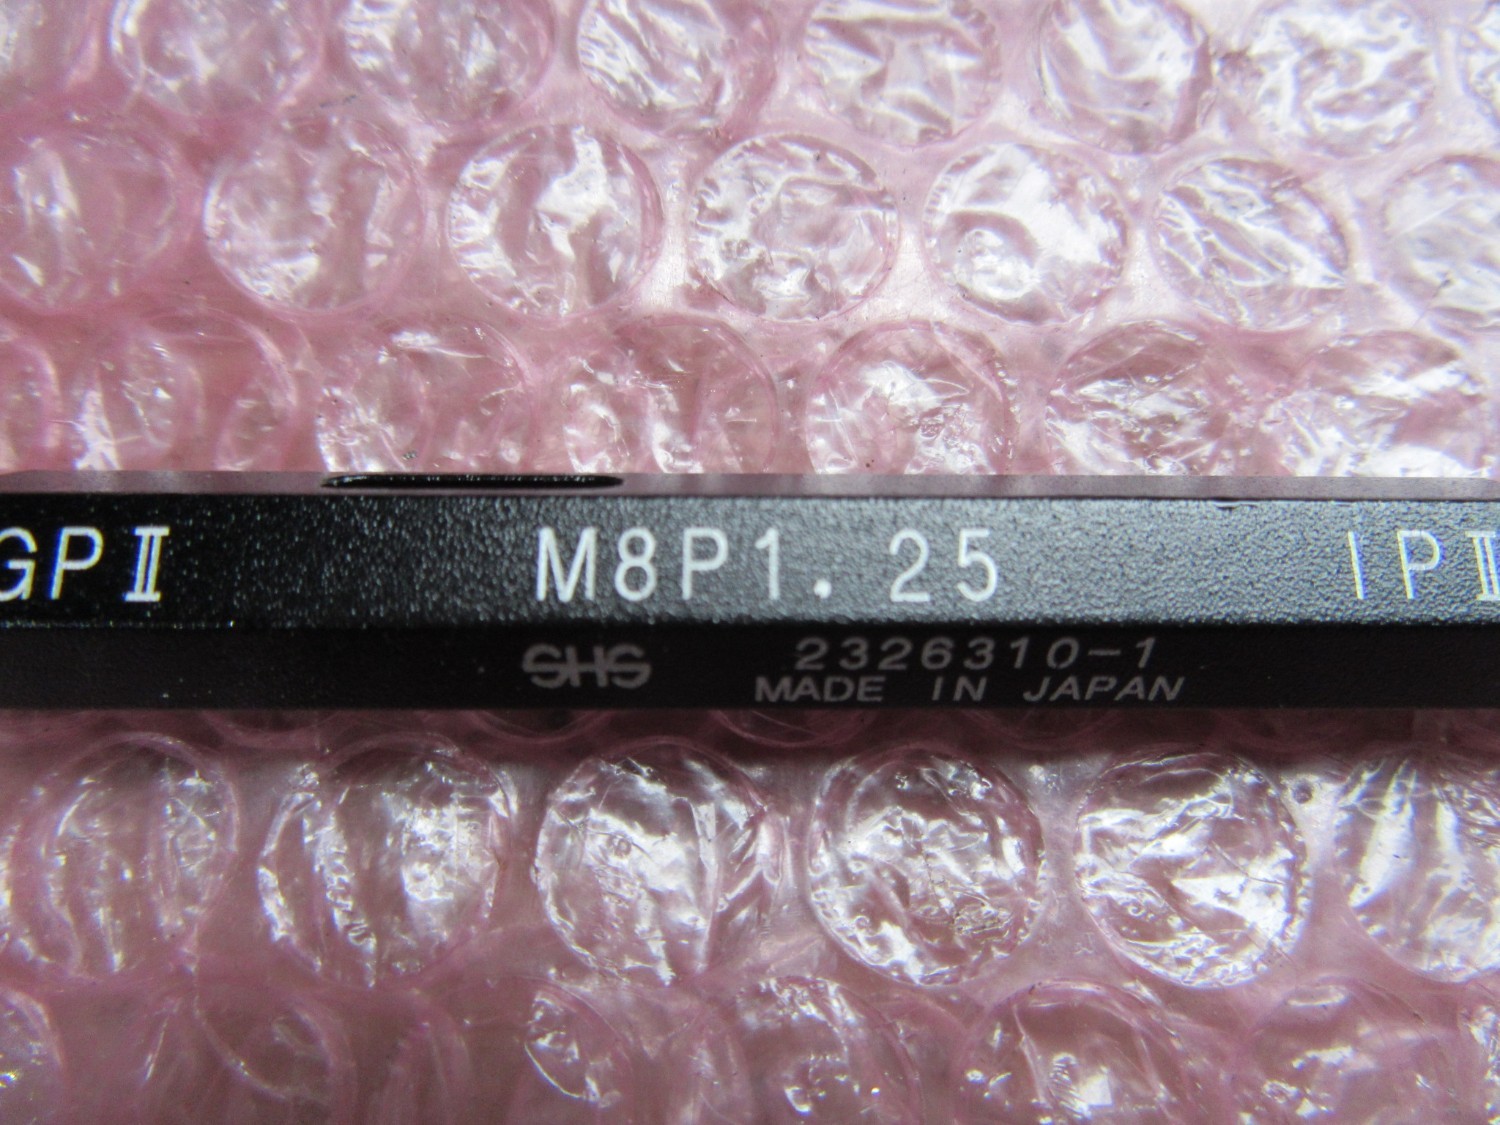 GPⅡ M8P1.25 IPⅡ
SHS 2326310-1
MADE IN JAPAN